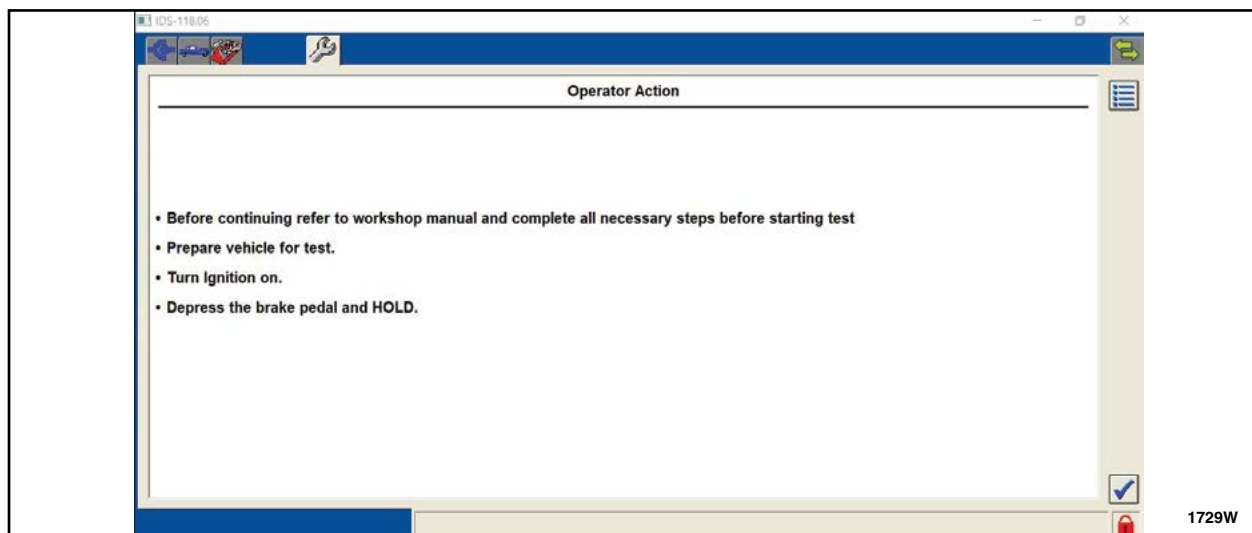 IDS-118.06
Operator Action
• Before continuing refer to workshop manual and complete all necessary steps before starting test
• Prepare vehicle for test.
• Turn Ignition on.
• Depress the brake pedal and HOLD.
1729W